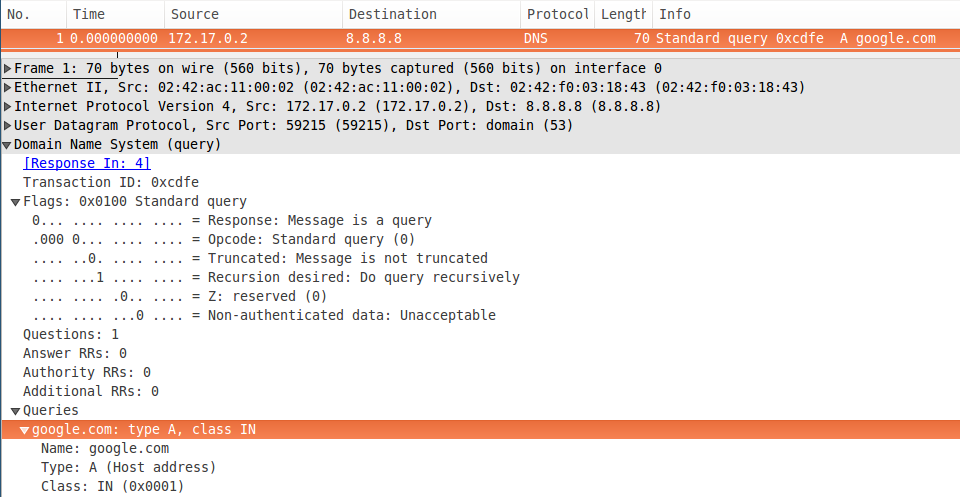 No. Time Source Destination Protocol Length Info
1 0.000000000 172.17.0.2 8.8.8.8 DNS 70 Standard query 0xcdfe A google.com
Frame 1: 70 bytes on wire (560 bits), 70 bytes captured (560 bits) on interface 0
Ethernet II, Src: 02:42:ac:11:00:02 (02:42:ac:11:00:02), Dst: 02:42:f0:03:18:43 (02:42:f0:03:18:43)
Internet Protocol Version 4, Src: 172.17.0.2 (172.17.0.2), Dst: 8.8.8.8 (8.8.8.8)
User Datagram Protocol, Src Port: 59215 (59215), Dst Port: domain (53)
Domain Name System (query)
[Response In: 4]
Transaction ID: 0xcdfe
Flags: 0x0100 Standard query
0... .... .... .... = Response: Message is a query
.000 0... .... .... = Opcode: Standard query (0)
.... ..0. .... .... = Truncated: Message is not truncated
.... ...1 .... .... = Recursion desired: Do query recursively
.... .... .0.. .... = Z: reserved (0)
.... .... ...0 .... = Non-authenticated data: Unacceptable
Questions: 1
Answer RRs: 0
Authority RRs: 0
Additional RRs: 0
Queries
google.com: type A, class IN
Name: google.com
Type: A (Host address)
Class: IN (0x0001)